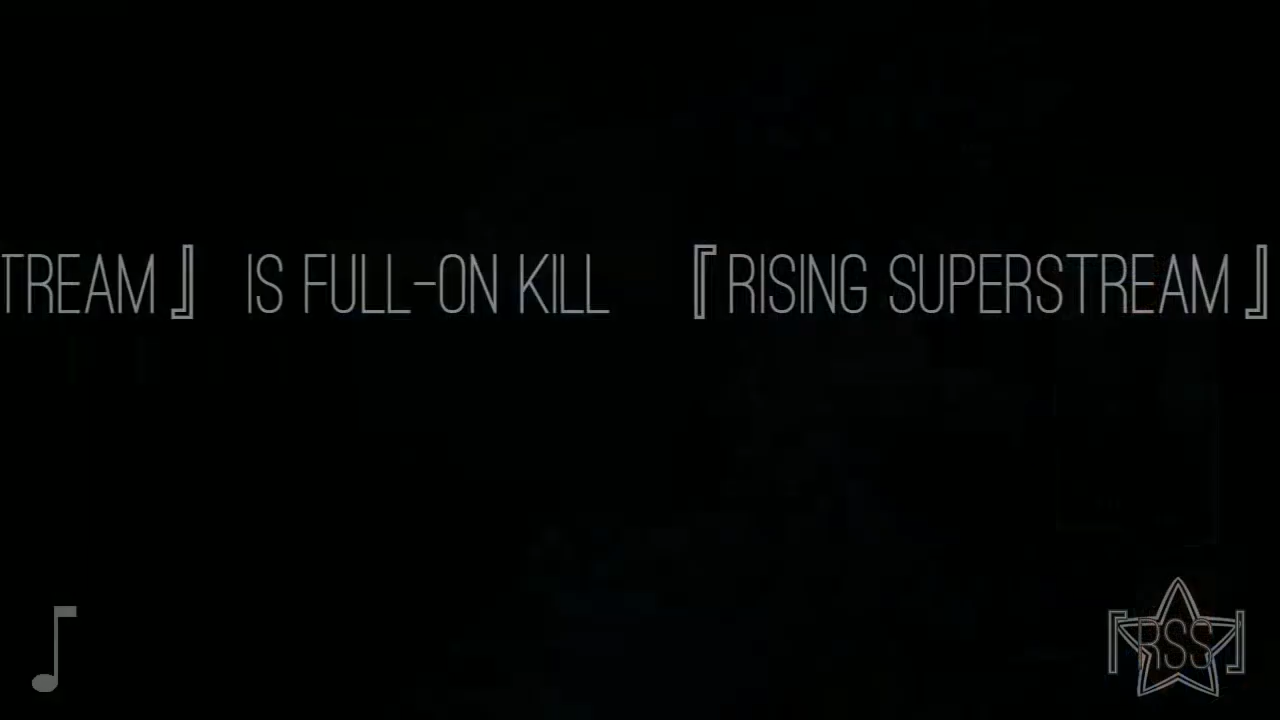 TREAM』 IS FULL-ON KILL 『RISING SUPERSTREAM』
『RSS』